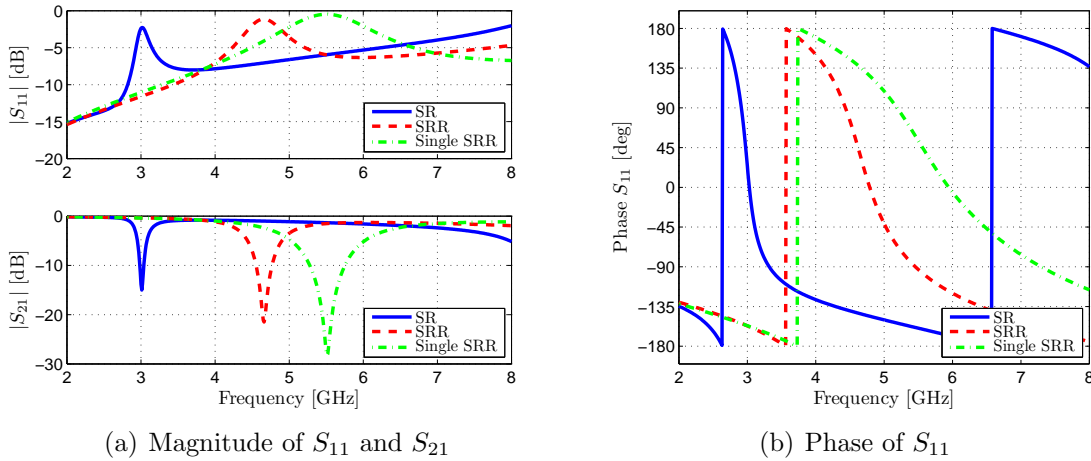 0
−5
−10
−15
−20
|S11| [dB]
SR
SRR
Single SRR
2 3 4 5 6 7 8
0
−10
−20
−30
|S21| [dB]
SR
SRR
Single SRR
2 3 4 5 6 7 8
Frequency [GHz]
(a) Magnitude of S11 and S21
180
135
90
45
0
−45
−90
−135
−180
Phase S11 [deg]
SR
SRR
Single SRR
2 3 4 5 6 7 8
Frequency [GHz]
(b) Phase of S11